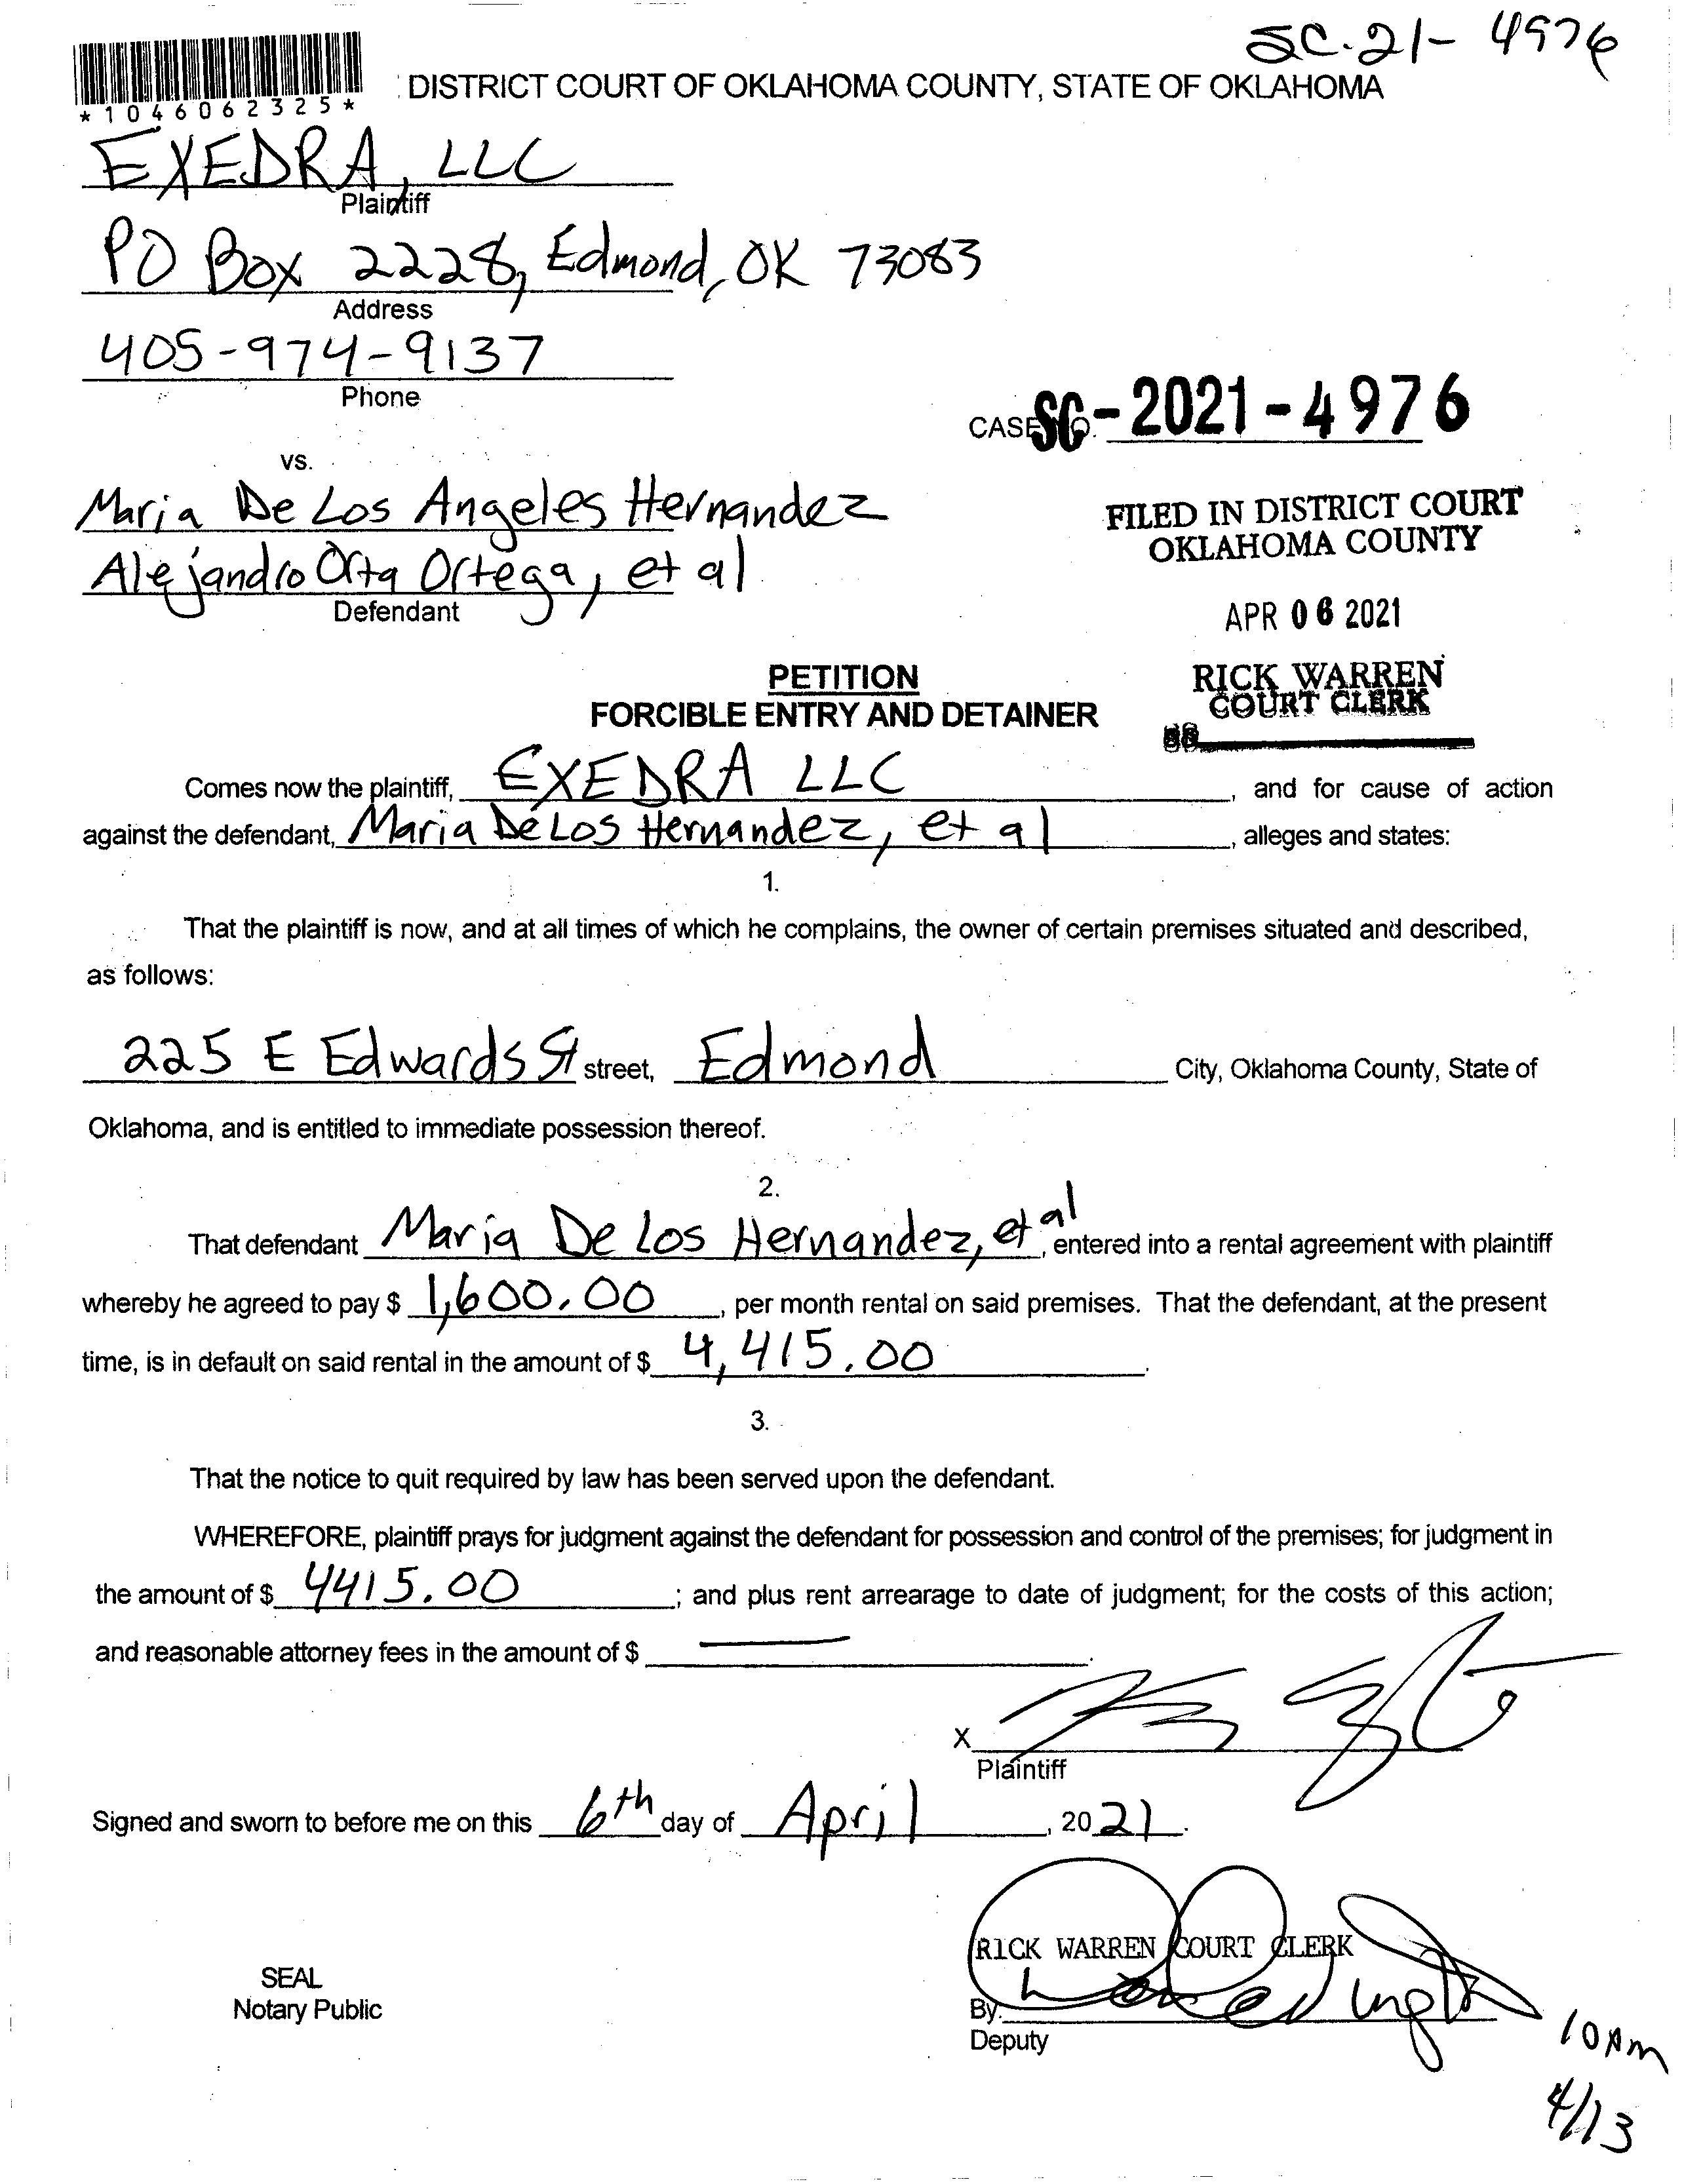 SC-21-4976
*1046062325*
DISTRICT COURT OF OKLAHOMA COUNTY, STATE OF OKLAHOMA
EXEDRA, LLC
Plaintiff
PO Box 2228, Edmond, OK 73083
Address
405-974-9137
Phone
CASE NO. SC-2021-4976
vs.
Maria De Los Angeles Hernandez
Alejandro Orta Ortega, et al
Defendant
FILED IN DISTRICT COURT
OKLAHOMA COUNTY
APR 06 2021
RICK WARREN
COURT CLERK
PETITION
FORCIBLE ENTRY AND DETAINER
Comes now the plaintiff, EXEDRA LLC, and for cause of action
against the defendant, Maria De Los Hernandez, et al, alleges and states:
1.
That the plaintiff is now, and at all times of which he complains, the owner of certain premises situated and described,
as follows:
225 E Edwards St street, Edmond City, Oklahoma County, State of
Oklahoma, and is entitled to immediate possession thereof.
2.
That defendant Maria De Los Hernandez, et al, entered into a rental agreement with plaintiff
whereby he agreed to pay $ 1,600.00, per month rental on said premises. That the defendant, at the present
time, is in default on said rental in the amount of $ 4,415.00.
3.
That the notice to quit required by law has been served upon the defendant.
WHEREFORE, plaintiff prays for judgment against the defendant for possession and control of the premises; for judgment in
the amount of $ 4415.00; and plus rent arrearage to date of judgment; for the costs of this action;
and reasonable attorney fees in the amount of $ —.
X
Plaintiff
Signed and sworn to before me on this 6th day of April, 2021.
RICK WARREN COURT CLERK
SEAL
Notary Public
By:
Deputy
10 Am
4/13